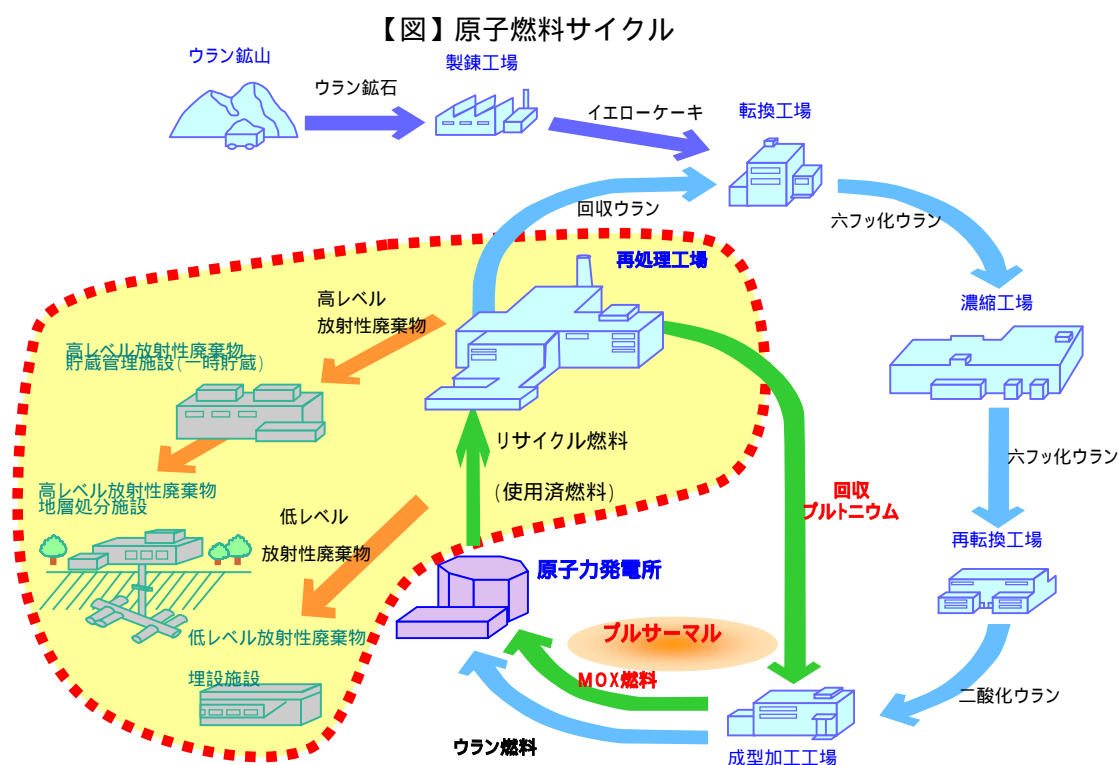 【図】原子燃料サイクル
ウラン鉱山
製錬工場
ウラン鉱石
イエローケーキ
転換工場
回収ウラン
六フッ化ウラン
再処理工場
高レベル
放射性廃棄物
濃縮工場
高レベル放射性廃棄物
貯蔵管理施設(一時貯蔵)
リサイクル燃料
(使用済燃料)
六フッ化ウラン
高レベル放射性廃棄物
地層処分施設
回収
プルトニウム
低レベル
放射性廃棄物
再転換工場
原子力発電所
低レベル放射性廃棄物
埋設施設
プルサーマル
MOX燃料
二酸化ウラン
ウラン燃料
成型加工工場